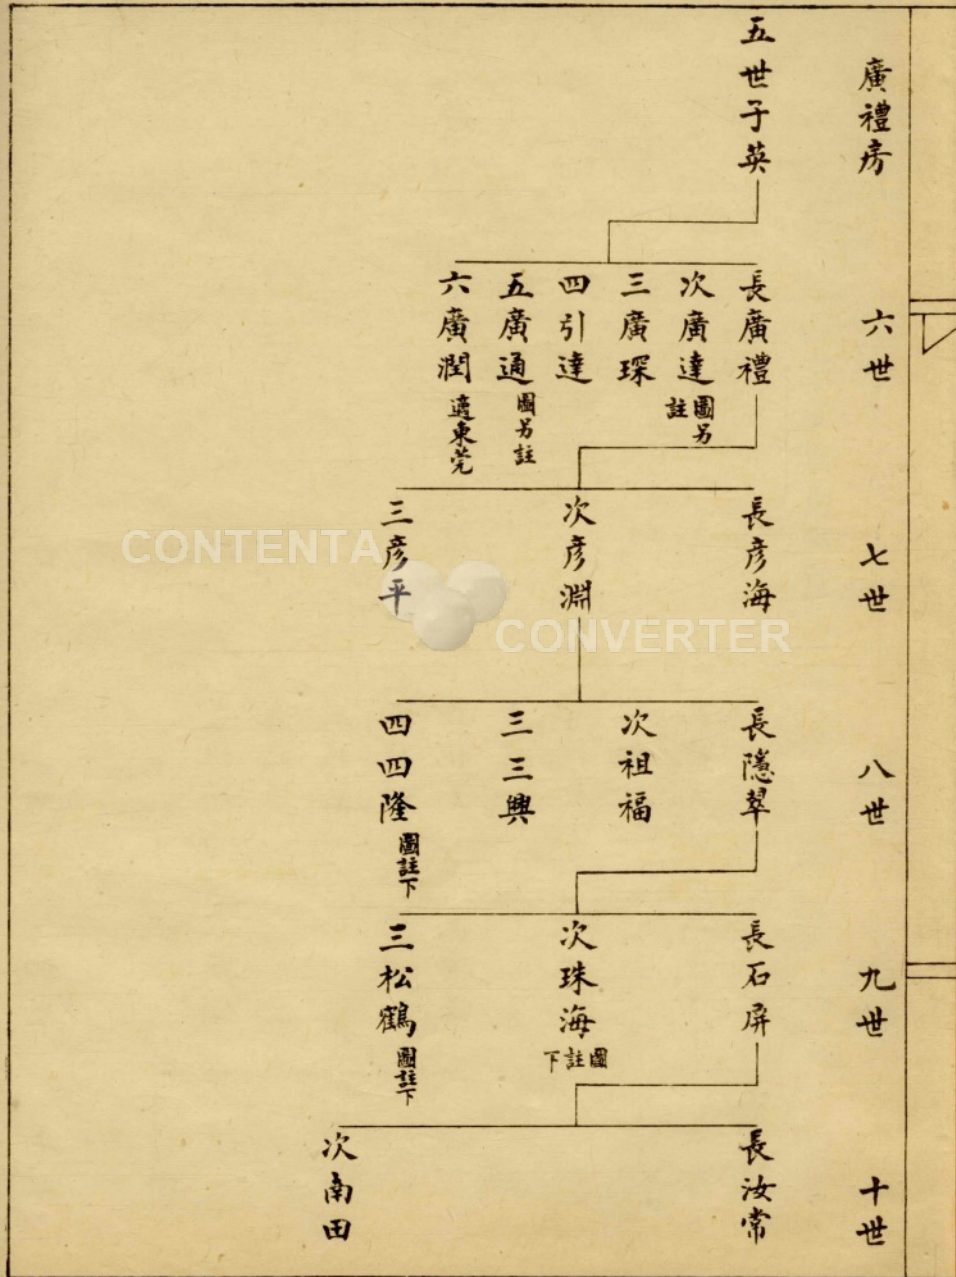 廣禮房
五世子英
六世
長廣禮
次廣達
圖另
註
三廣琛
四引達
五廣通
圖另註
六廣潤
適東莞
七世
長彥海
次彥淵
三彥平
八世
長隱翠
次祖福
三三興
四四隆
圖註下
九世
長石屏
次珠海
圖註下
三松鶴
圖註下
十世
長汝常
次南田
CONTENTA
CONVERTER